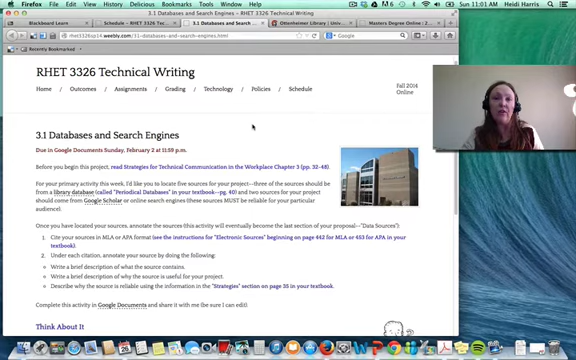 Firefox File Edit View History Bookmarks Tools Window Help
Sun 11:01 AM Heidi Harris
3.1 Databases and Search Engines – RHET 3326 Technical Writing
Blackboard Learn
Schedule – RHET 3326 Tec...
3.1 Databases and Search ...
Ottenheimer Library | Univ...
Masters Degree Online | 2...
rhet3326sp14.weebly.com/31-databases-and-search-engines.html
Google
Recently Bookmarked
RHET 3326 Technical Writing
Home / Outcomes / Assignments / Grading / Technology / Policies / Schedule
Fall 2014
Online
3.1 Databases and Search Engines
Due in Google Documents Sunday, February 2 at 11:59 p.m.
Before you begin this project, read Strategies for Technical Communication in the Workplace Chapter 3 (pp. 32-48).
For your primary activity this week, I'd like you to locate five sources for your project—three of the sources should be
from a library database (called "Periodical Databases" in your textbook—pg. 40) and two sources for your project
should come from Google Scholar or online search engines (these sources MUST be reliable for your particular
audience).
Once you have located your sources, annotate the sources (this activity will eventually become the last section of your proposal—"Data Sources"):
1. Cite your sources in MLA or APA format (see the instructions for "Electronic Sources" beginning on page 442 for MLA or 453 for APA in your
textbook).
2. Under each citation, annotate your source by doing the following:
Write a brief description of what the source contains.
Write a brief description of why the source is useful for your project.
Describe why the source is reliable using the information in the "Strategies" section on page 35 in your textbook.
Complete this activity in Google Documents and share it with me (be sure I can edit).
Think About It